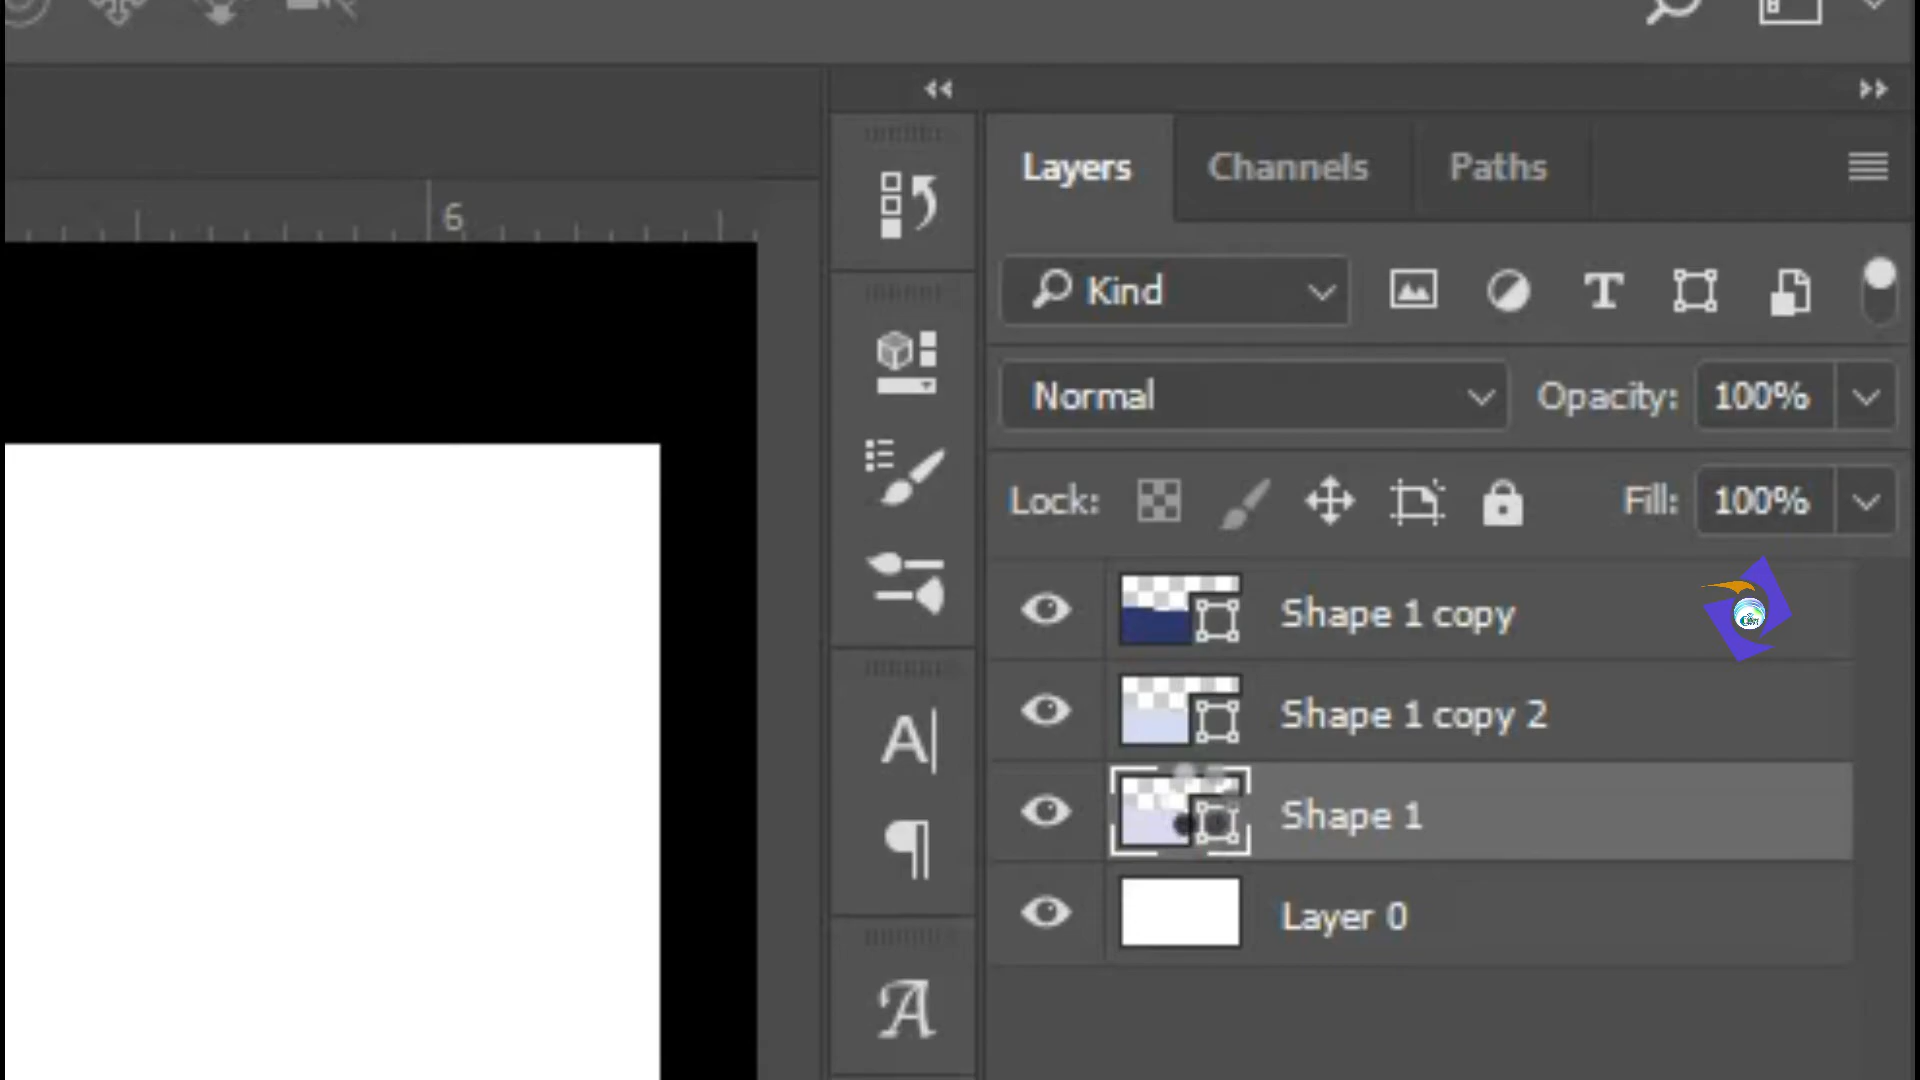 6
Layers Channels Paths
Kind
Normal Opacity: 100%
Lock: Fill: 100%
Shape 1 copy
Shape 1 copy 2
Shape 1
Layer 0